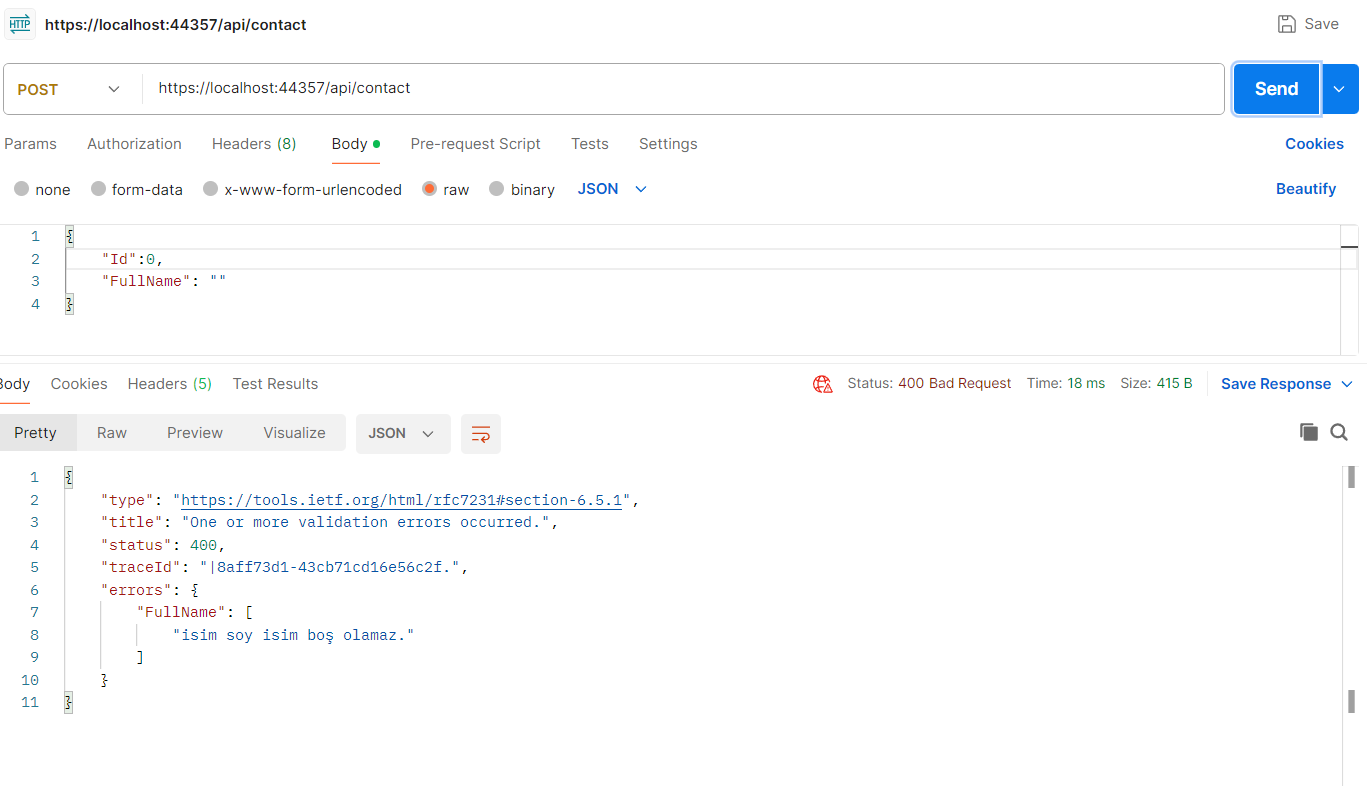 HTTP https://localhost:44357/api/contact Save
POST https://localhost:44357/api/contact Send
Params Authorization Headers (8) Body Pre-request Script Tests Settings Cookies
none form-data x-www-form-urlencoded raw binary JSON Beautify
1 {
2 "Id":0,
3 "FullName": ""
4 }
Body Cookies Headers (5) Test Results Status: 400 Bad Request Time: 18 ms Size: 415 B Save Response
Pretty Raw Preview Visualize JSON
1 {
2 "type": "https://tools.ietf.org/html/rfc7231#section-6.5.1",
3 "title": "One or more validation errors occurred.",
4 "status": 400,
5 "traceId": "|8aff73d1-43cb71cd16e56c2f.",
6 "errors": {
7 "FullName": [
8 "isim soy isim boş olamaz."
9 ]
10 }
11 }